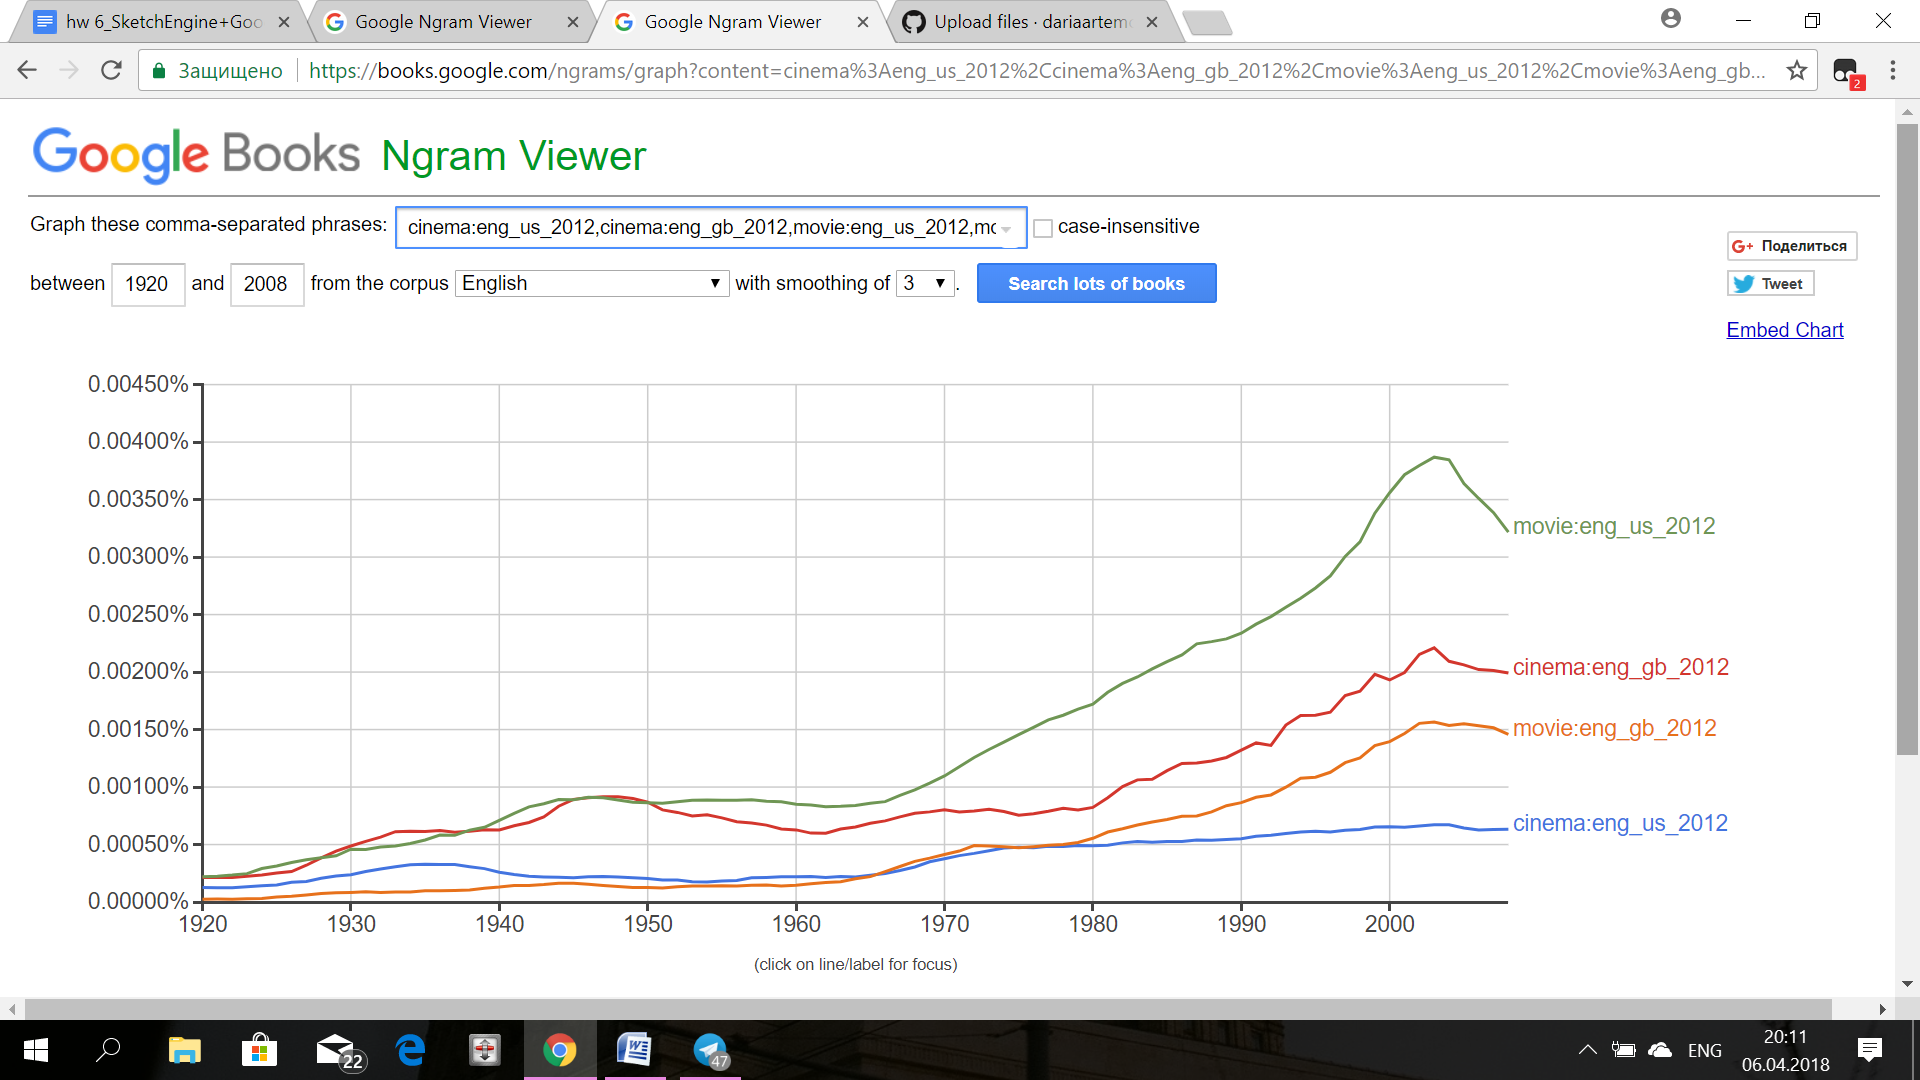 hw 6_SketchEngine+Goo
Google Ngram Viewer
Google Ngram Viewer
Upload files · dariaartem
Защищено
https://books.google.com/ngrams/graph?content=cinema%3Aeng_us_2012%2Ccinema%3Aeng_gb_2012%2Cmovie%3Aeng_us_2012%2Cmovie%3Aeng_gb...
2
Google Books Ngram Viewer
Graph these comma-separated phrases: cinema:eng_us_2012,cinema:eng_gb_2012,movie:eng_us_2012,mo case-insensitive
between 1920 and 2008 from the corpus English with smoothing of 3 . Search lots of books
G+ Поделиться
Tweet
Embed Chart
0.00450%
0.00400%
0.00350%
0.00300%
0.00250%
0.00200%
0.00150%
0.00100%
0.00050%
0.00000%
movie:eng_us_2012
cinema:eng_gb_2012
movie:eng_gb_2012
cinema:eng_us_2012
1920 1930 1940 1950 1960 1970 1980 1990 2000
(click on line/label for focus)
22
47
ENG
20:11
06.04.2018